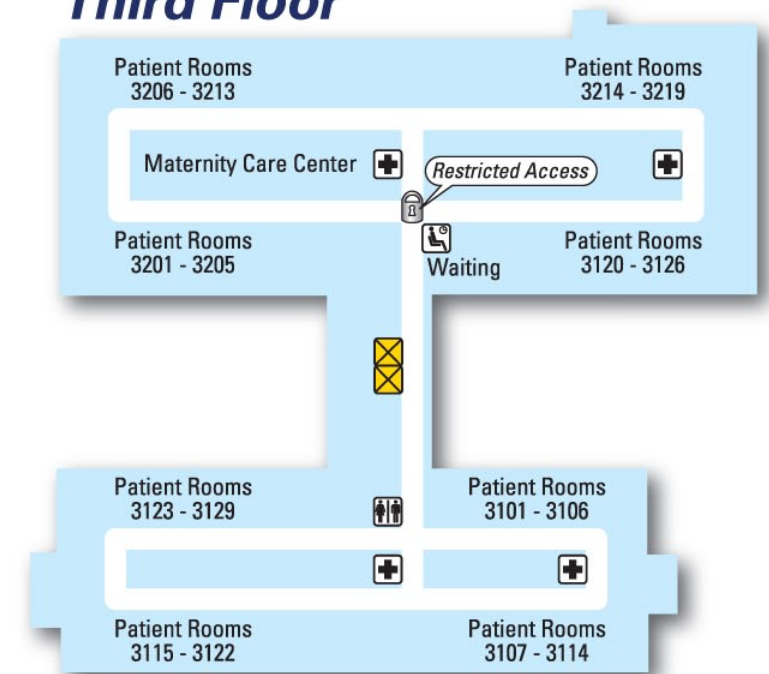 Third Floor
Patient Rooms
3206 - 3213
Patient Rooms
3214 - 3219
Maternity Care Center
Restricted Access
Patient Rooms
3201 - 3205
Waiting
Patient Rooms
3120 - 3126
Patient Rooms
3123 - 3129
Patient Rooms
3101 - 3106
Patient Rooms
3115 - 3122
Patient Rooms
3107 - 3114